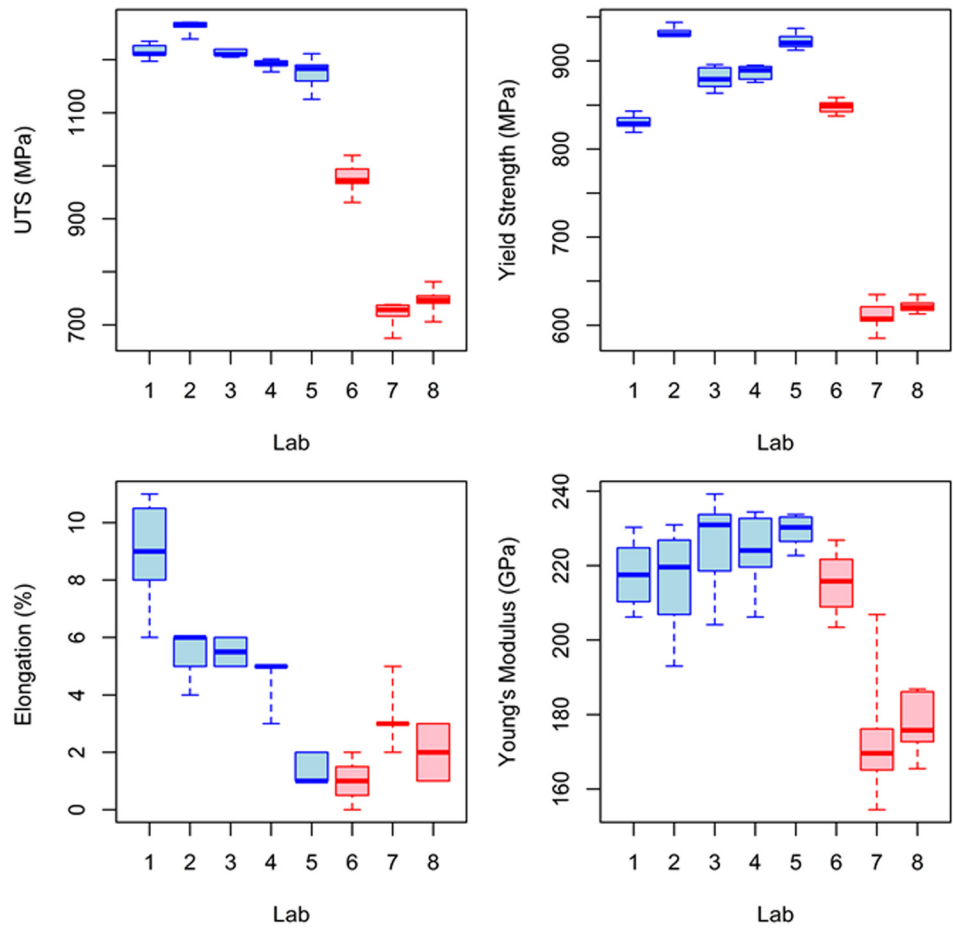 UTS (MPa)
1100
900
700
1 2 3 4 5 6 7 8
Lab
Yield Strength (MPa)
900
800
700
600
1 2 3 4 5 6 7 8
Lab
Elongation (%)
10
8
6
4
2
0
1 2 3 4 5 6 7 8
Lab
Young's Modulus (GPa)
240
220
200
180
160
1 2 3 4 5 6 7 8
Lab